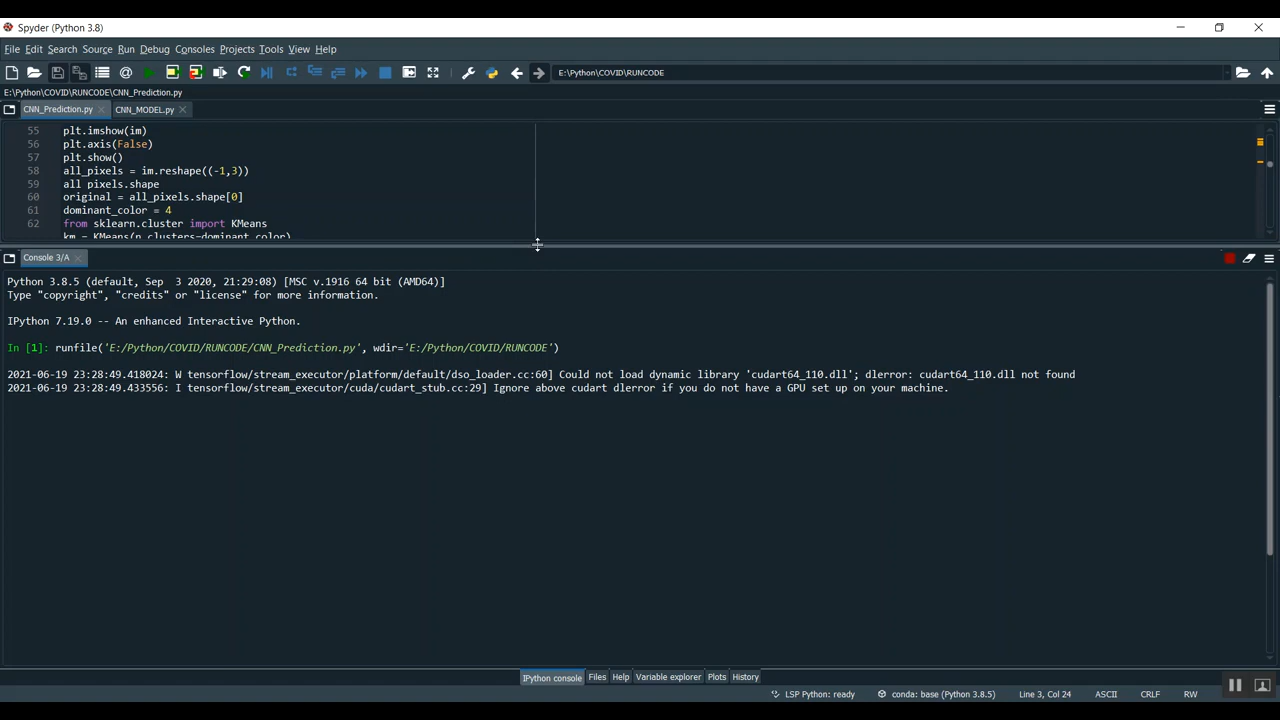 Spyder (Python 3.8)
File Edit Search Source Run Debug Consoles Projects Tools View Help
E:\Python\COVID\RUNCODE
E:\Python\COVID\RUNCODE\CNN_Prediction.py
CNN_Prediction.py CNN_MODEL.py
55 plt.imshow(im)
56 plt.axis(False)
57 plt.show()
58 all_pixels = im.reshape((-1,3))
59 all_pixels.shape
60 original = all_pixels.shape[0]
61 dominant_color = 4
62 from sklearn.cluster import KMeans
km = KMeans(n_clusters=dominant_color)
Console 3/A
Python 3.8.5 (default, Sep  3 2020, 21:29:08) [MSC v.1916 64 bit (AMD64)]
Type "copyright", "credits" or "license" for more information.
IPython 7.19.0 -- An enhanced Interactive Python.
In [1]: runfile('E:/Python/COVID/RUNCODE/CNN_Prediction.py', wdir='E:/Python/COVID/RUNCODE')
2021-06-19 23:28:49.418024: W tensorflow/stream_executor/platform/default/dso_loader.cc:60] Could not load dynamic library 'cudart64_110.dll'; dlerror: cudart64_110.dll not found
2021-06-19 23:28:49.433556: I tensorflow/stream_executor/cuda/cudart_stub.cc:29] Ignore above cudart dlerror if you do not have a GPU set up on your machine.
IPython console Files Help Variable explorer Plots History
LSP Python: ready conda: base (Python 3.8.5) Line 3, Col 24 ASCII CRLF RW